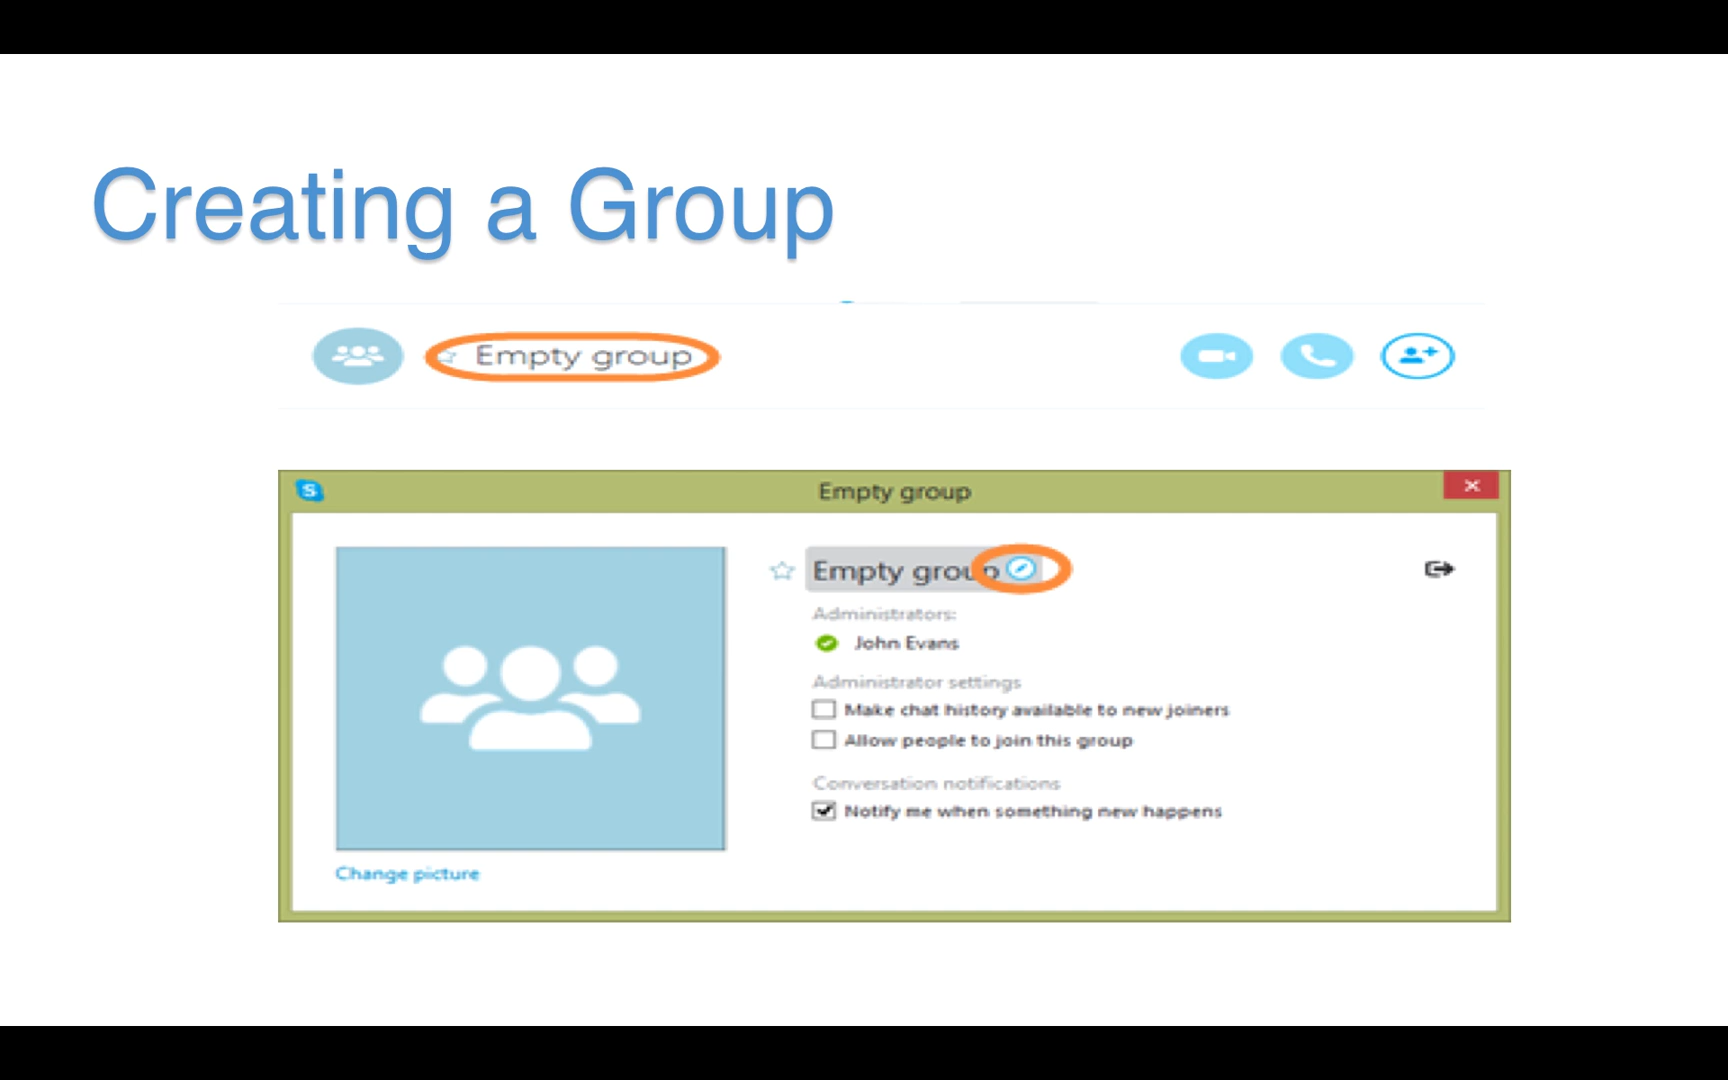 Creating a Group
Empty group
Empty group
Empty group
Administrators:
John Evans
Administrator settings
Make chat history available to new joiners
Allow people to join this group
Conversation notifications
Notify me when something new happens
Change picture